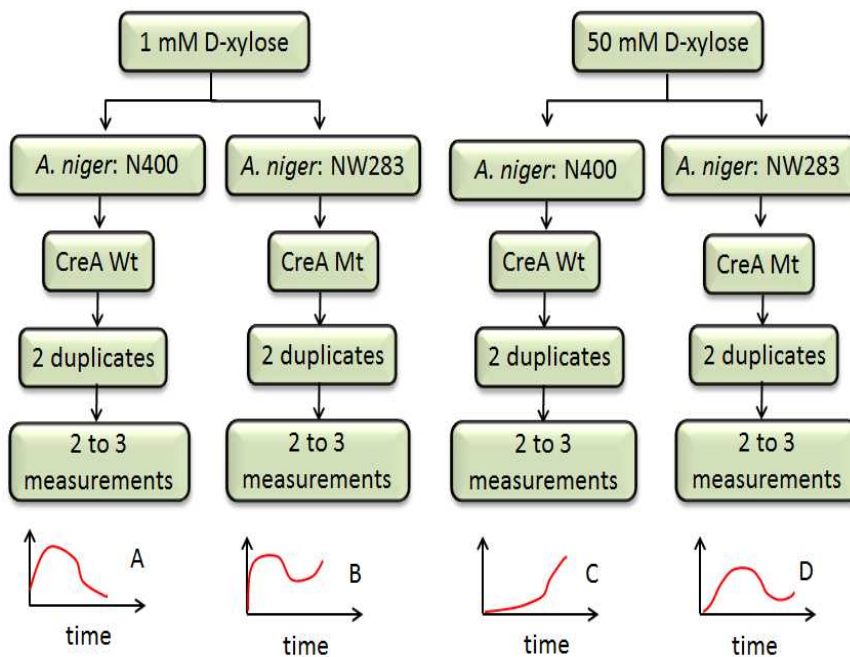 1 mM D-xylose
50 mM D-xylose
A. niger: N400
A. niger: NW283
A. niger: N400
A. niger: NW283
CreA Wt
CreA Mt
CreA Wt
CreA Mt
2 duplicates
2 duplicates
2 duplicates
2 duplicates
2 to 3
measurements
2 to 3
measurements
2 to 3
measurements
2 to 3
measurements
A
B
C
D
time
time
time
time